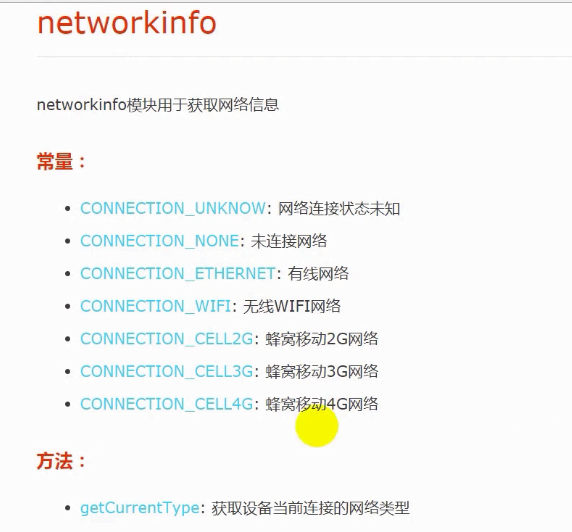 networkinfo
networkinfo模块用于获取网络信息
常量：
CONNECTION_UNKNOW: 网络连接状态未知
CONNECTION_NONE: 未连接网络
CONNECTION_ETHERNET: 有线网络
CONNECTION_WIFI: 无线WIFI网络
CONNECTION_CELL2G: 蜂窝移动2G网络
CONNECTION_CELL3G: 蜂窝移动3G网络
CONNECTION_CELL4G: 蜂窝移动4G网络
方法：
getCurrentType: 获取设备当前连接的网络类型